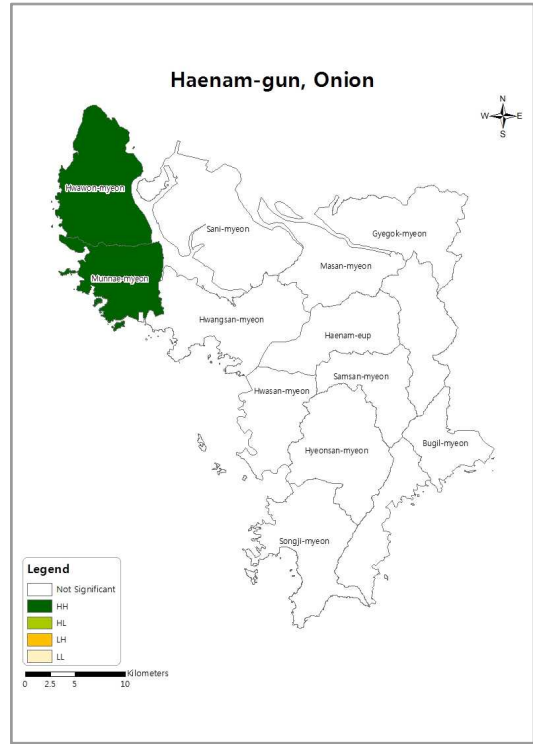 Haenam-gun, Onion
N
W E
S
Hwawon-myeon
Sani-myeon
Gyegok-myeon
Masan-myeon
Munnae-myeon
Hwangsan-myeon
Haenam-eup
Samsan-myeon
Hwasan-myeon
Bugil-myeon
Hyeonsan-myeon
Songji-myeon
Legend
Not Significant
HH
HL
LH
LL
Kilometers
0 2.5 5 10